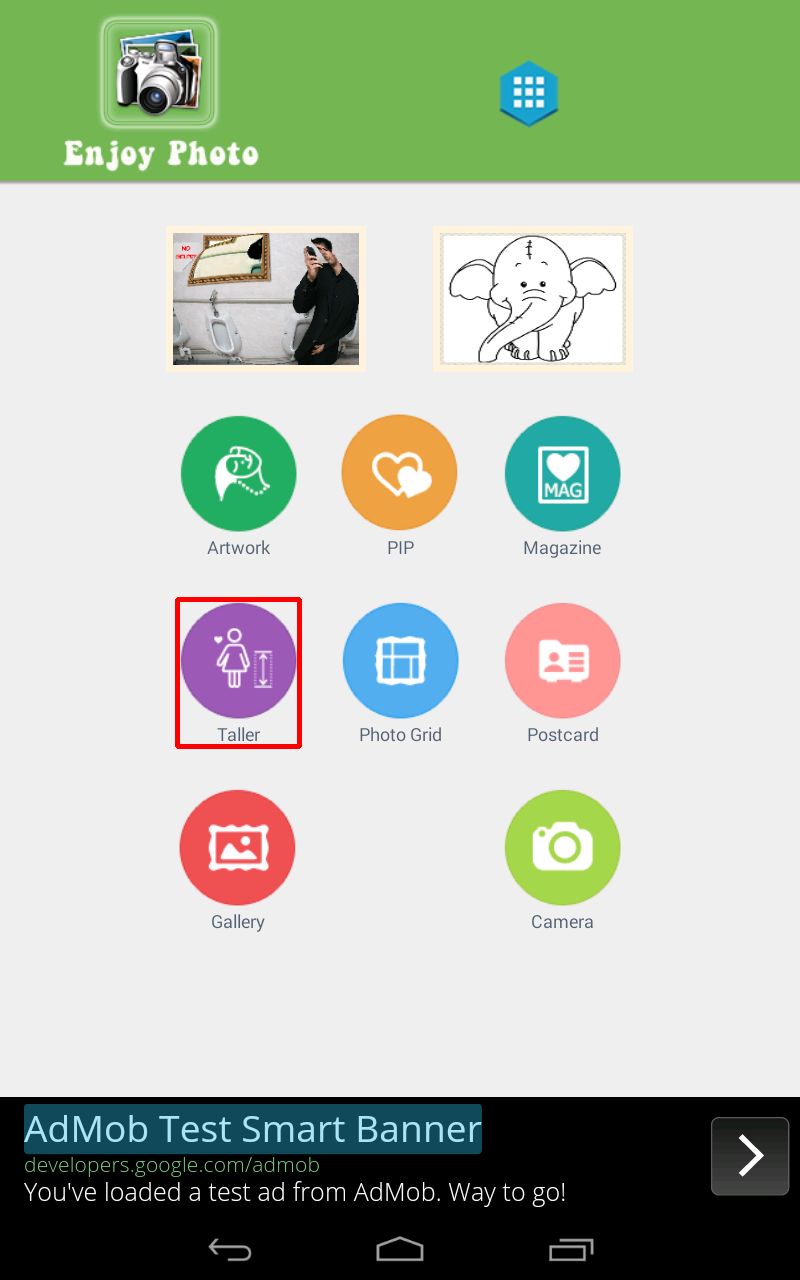 Enjoy Photo
NO
Artwork
PIP
MAG
Magazine
Taller
Photo Grid
Postcard
Gallery
Camera
AdMob Test Smart Banner
developers.google.com/admob
You've loaded a test ad from AdMob. Way to go!